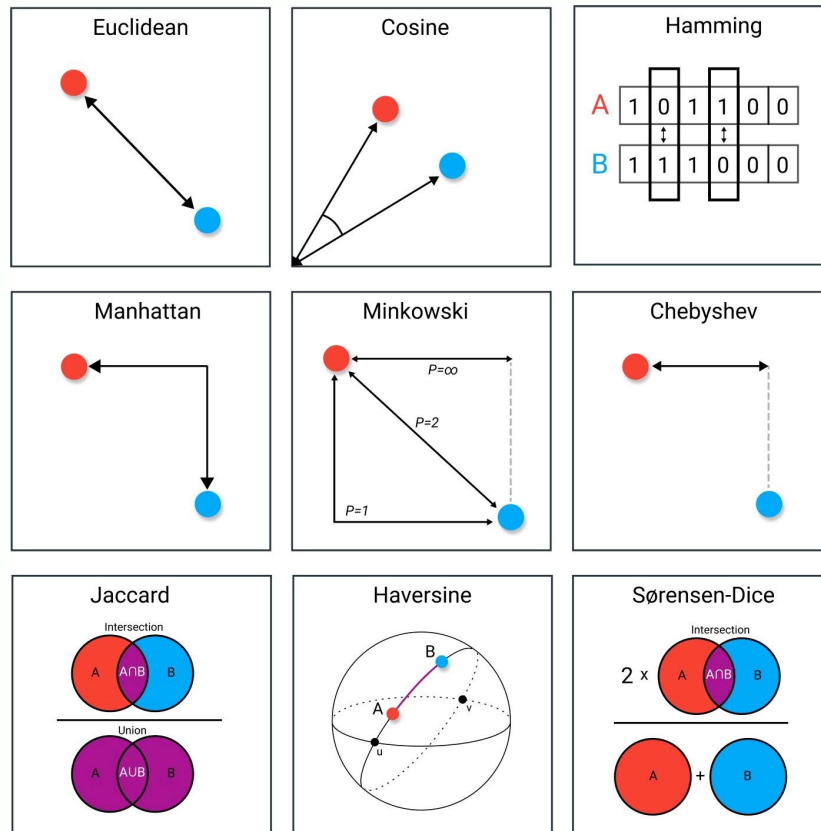 Euclidean
Cosine
Hamming
A 1 0 1 1 0 0
B 1 1 1 0 0 0
Manhattan
Minkowski
P=∞
P=2
P=1
Chebyshev
Jaccard
Intersection
A A∩B B
Union
A A∪B B
Haversine
B
A
v
u
Sørensen-Dice
Intersection
2 x A A∩B B
A + B